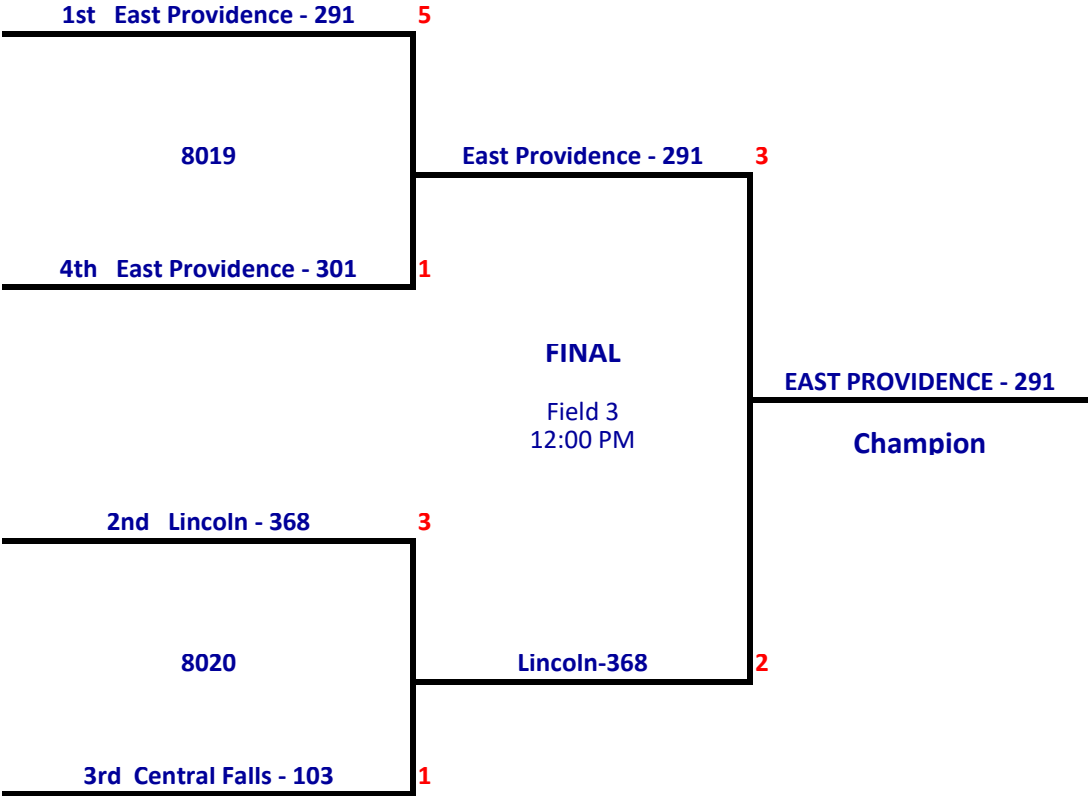 1st East Providence - 291 5
8019
East Providence - 291 3
4th East Providence - 301 1
FINAL
EAST PROVIDENCE - 291
Field 3
12:00 PM
Champion
2nd Lincoln - 368 3
8020
Lincoln-368 2
3rd Central Falls - 103 1